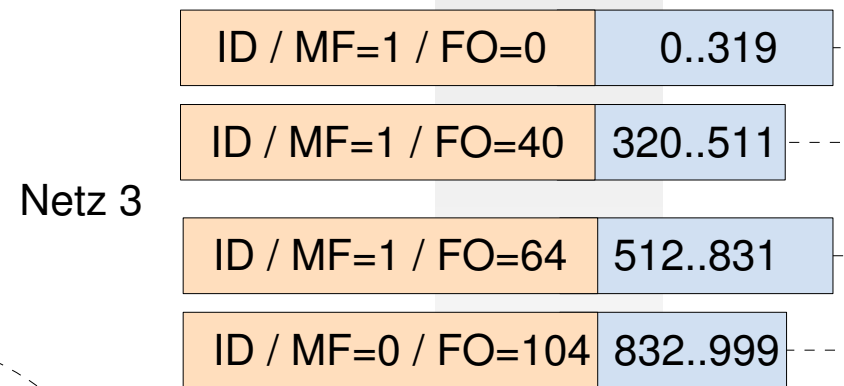 ID / MF=1 / FO=0 0..319
ID / MF=1 / FO=40 320..511
Netz 3
ID / MF=1 / FO=64 512..831
ID / MF=0 / FO=104 832..999